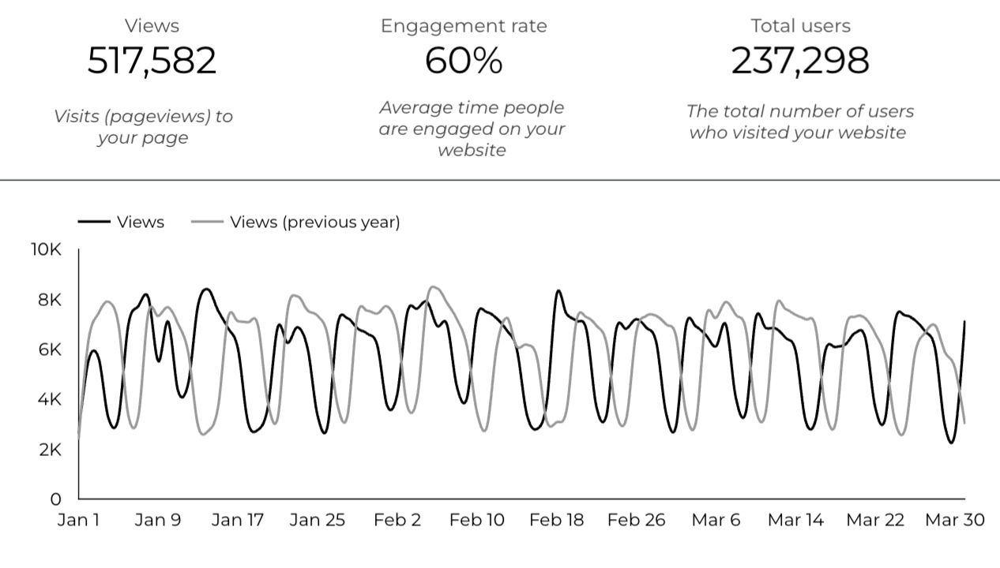 Views
517,582
Visits (pageviews) to
your page
Engagement rate
60%
Average time people
are engaged on your
website
Total users
237,298
The total number of users
who visited your website
Views
Views (previous year)
10K
8K
6K
4K
2K
0
Jan 1
Jan 9
Jan 17
Jan 25
Feb 2
Feb 10
Feb 18
Feb 26
Mar 6
Mar 14
Mar 22
Mar 30